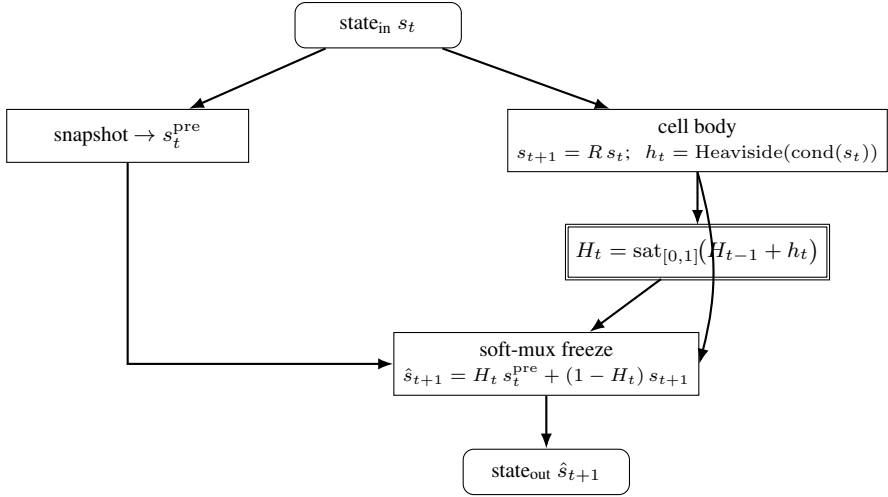 state_in s_t
snapshot → s_t^pre
cell body
s_{t+1} = R s_t;  h_t = Heaviside(cond(s_t))
H_t = sat_{[0,1]}(H_{t−1} + h_t)
soft-mux freeze
ŝ_{t+1} = H_t s_t^pre + (1 − H_t) s_{t+1}
state_out ŝ_{t+1}